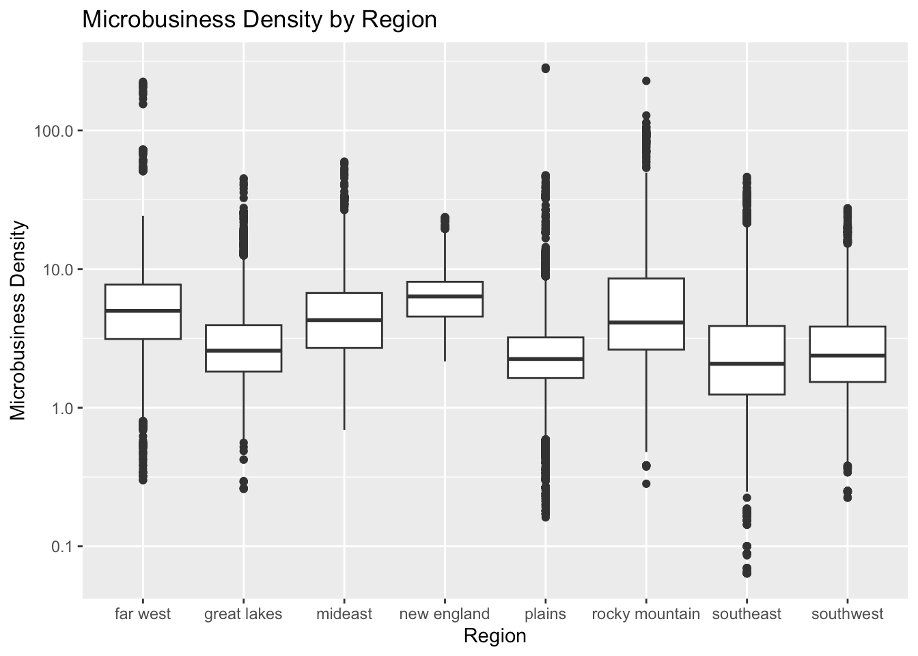 Microbusiness Density by Region
Microbusiness Density
100.0
10.0
1.0
0.1
far west great lakes mideast new england plains rocky mountain southeast southwest
Region